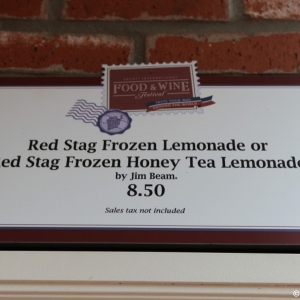 FOOD & WINE
Festival
Red Stag Frozen Lemonade or
ed Stag Frozen Honey Tea Lemonade
by Jim Beam.
8.50
Sales tax not included